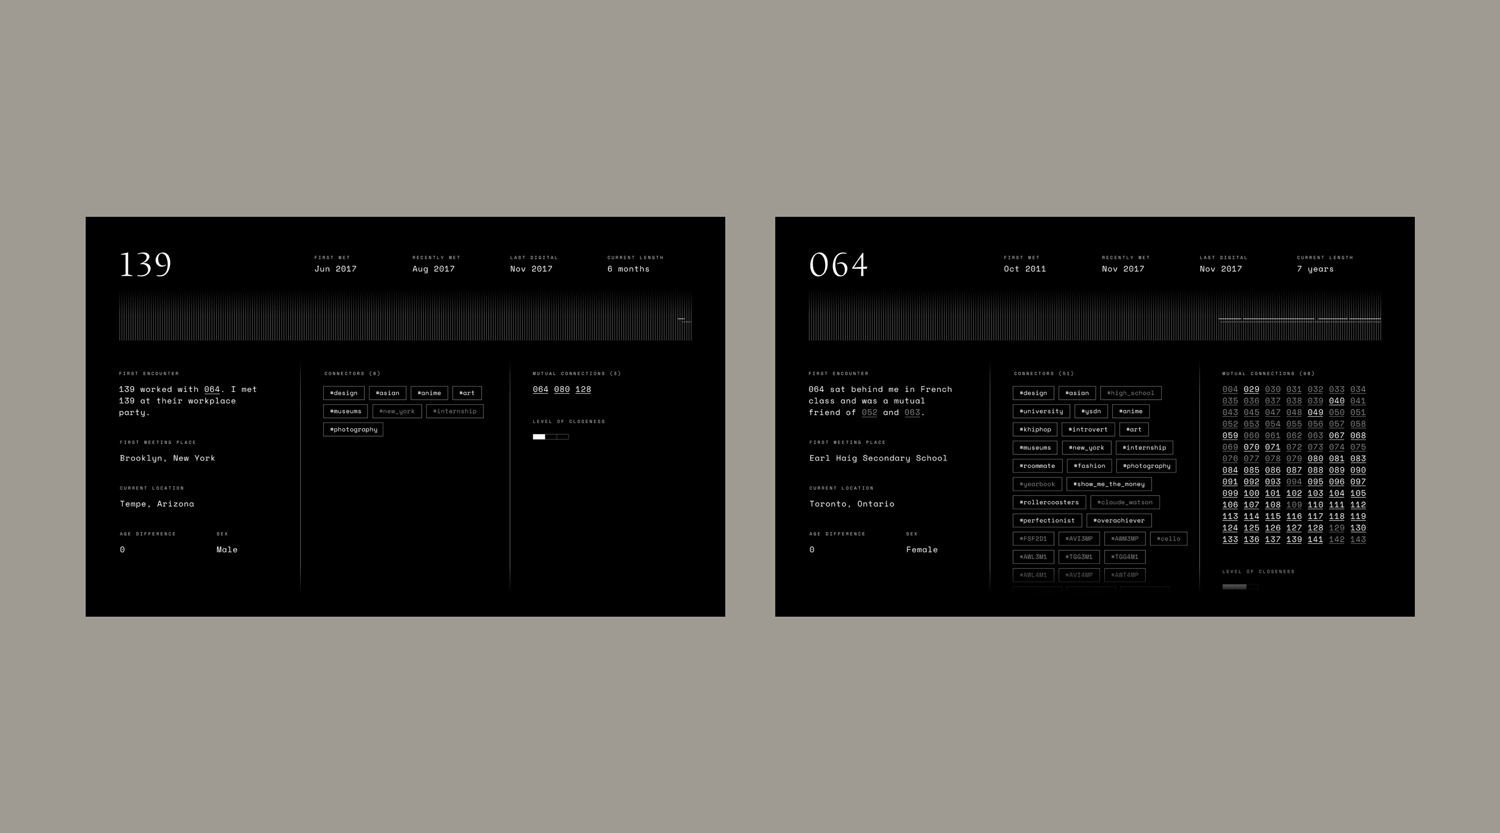 139
FIRST MET
Jun 2017
RECENTLY MET
Aug 2017
LAST DIGITAL
Nov 2017
CURRENT LENGTH
6 months
FIRST ENCOUNTER
139 worked with 064. I met
139 at their workplace
party.
FIRST MEETING PLACE
Brooklyn, New York
CURRENT LOCATION
Tempe, Arizona
AGE DIFFERENCE
0
SEX
Male
CONNECTORS (8)
#design #asian #anime #art
#museums #new_york #internship
#photography
MUTUAL CONNECTIONS (3)
064 080 128
LEVEL OF CLOSENESS
064
FIRST MET
Oct 2011
RECENTLY MET
Nov 2017
LAST DIGITAL
Nov 2017
CURRENT LENGTH
7 years
FIRST ENCOUNTER
064 sat behind me in French
class and was a mutual
friend of 052 and 063.
FIRST MEETING PLACE
Earl Haig Secondary School
CURRENT LOCATION
Toronto, Ontario
AGE DIFFERENCE
0
SEX
Female
CONNECTORS (51)
#design #asian #high_school
#university #ysdn #anime
#khiphop #introvert #art
#museums #new_york #internship
#roommate #fashion #photography
#yearbook #show_me_the_money
#rollercoasters #claude_watson
#perfectionist #overachiever
#FSF2D1 #AVI3MP #AWM3MP #cello
#AWL3M1 #TGG3M1 #TGG4M1
#AWL4M1 #AVI4MP #AWT4MP
MUTUAL CONNECTIONS
004 029 030 031 032 033 034
035 036 037 038 039 040 041
043 045 047 048 049 050 051
052 053 054 055 056 057 058
059 060 061 062 063 067 068
069 070 071 072 073 074 075
076 077 078 079 080 081 083
084 085 086 087 088 089 090
091 092 093 094 095 096 097
099 100 101 102 103 104 105
106 107 108 109 110 111 112
113 114 115 116 117 118 119
124 125 126 127 128 129 130
133 136 137 139 141 142 143
LEVEL OF CLOSENESS